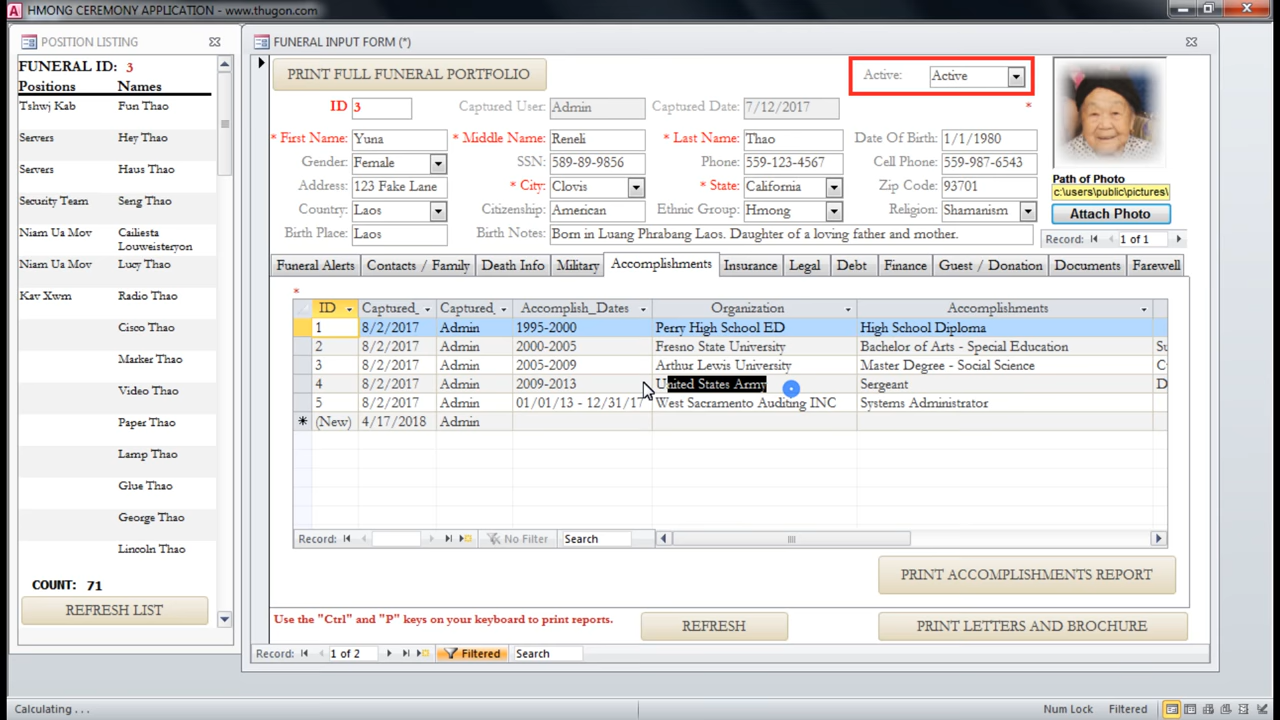 HMONG CEREMONY APPLICATION - www.thugon.com
POSITION LISTING
FUNERAL ID: 3
Positions Names
Tshwj Kab Fun Thao
Servers Hey Thao
Servers Haus Thao
Security Team Seng Thao
Niam Ua Mov Cailiesta Louweisteryon
Niam Ua Mov Lucy Thao
Kav Xwm Radio Thao
Cisco Thao
Marker Thao
Video Thao
Paper Thao
Lamp Thao
Glue Thao
George Thao
Lincoln Thao
COUNT: 71
REFRESH LIST
FUNERAL INPUT FORM (*)
PRINT FULL FUNERAL PORTFOLIO
Active: Active
ID 3 Captured User: Admin Captured Date: 7/12/2017 *
* First Name: Yuna * Middle Name: Reneli * Last Name: Thao Date Of Birth: 1/1/1980
Gender: Female SSN: 589-89-9856 Phone: 559-123-4567 Cell Phone: 559-987-6543
Address: 123 Fake Lane * City: Clovis * State: California Zip Code: 93701
Country: Laos Citizenship: American Ethnic Group: Hmong Religion: Shamanism
Birth Place: Laos Birth Notes: Born in Luang Phrabang Laos. Daughter of a loving father and mother.
Path of Photo
c:\users\public\pictures\
Attach Photo
Record: 1 of 1
Funeral Alerts Contacts / Family Death Info Military Accomplishments Insurance Legal Debt Finance Guest / Donation Documents Farewell
*
ID Captured_ Captured_ Accomplish_Dates Organization Accomplishments
1 8/2/2017 Admin 1995-2000 Perry High School ED High School Diploma
2 8/2/2017 Admin 2000-2005 Fresno State University Bachelor of Arts - Special Education Su
3 8/2/2017 Admin 2005-2009 Arthur Lewis University Master Degree - Social Science
4 8/2/2017 Admin 2009-2013 United States Army Sergeant D
5 8/2/2017 Admin 01/01/13 - 12/31/17 West Sacramento Auditing INC Systems Administrator
* (New) 4/17/2018 Admin
Record: No Filter Search
PRINT ACCOMPLISHMENTS REPORT
Use the "Ctrl" and "P" keys on your keyboard to print reports.
REFRESH
PRINT LETTERS AND BROCHURE
Record: 1 of 2 Filtered Search
Calculating . . . Num Lock Filtered